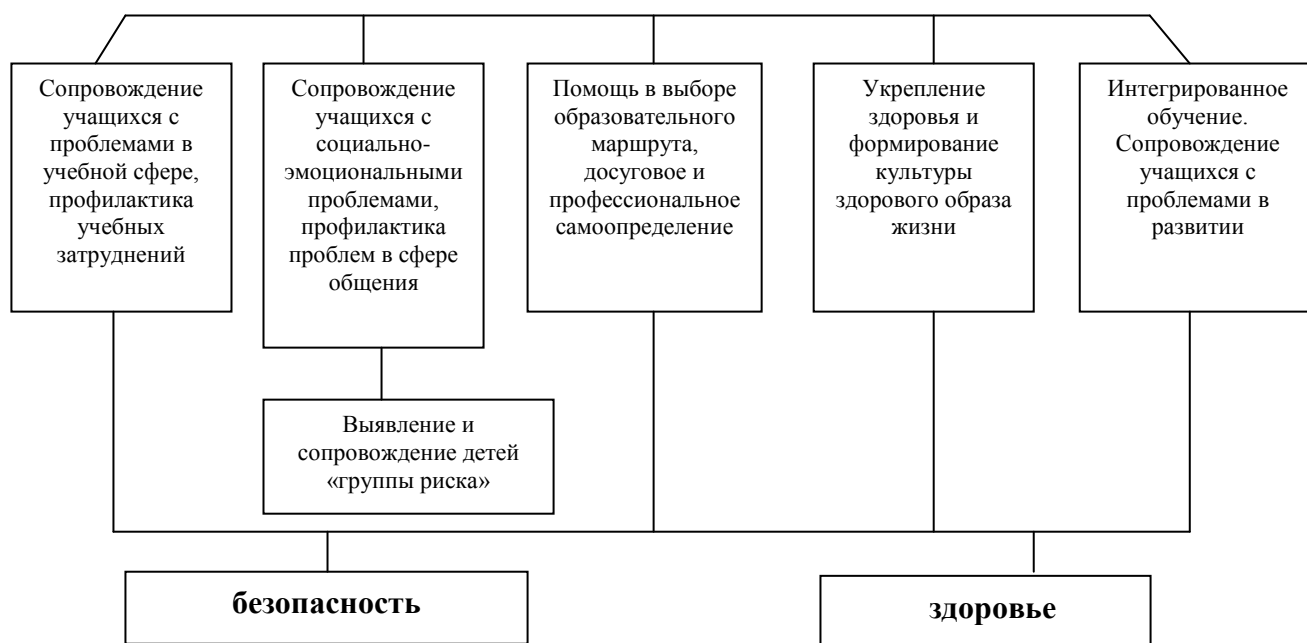 Сопровождение
учащихся с
проблемами в
учебной сфере,
профилактика
учебных
затруднений
Сопровождение
учащихся с
социально-
эмоциональными
проблемами,
профилактика
проблем в сфере
общения
Помощь в выборе
образовательного
маршрута,
досуговое и
профессиональное
самоопределение
Укрепление
здоровья и
формирование
культуры
здорового образа
жизни
Интегрированное
обучение.
Сопровождение
учащихся с
проблемами в
развитии
Выявление и
сопровождение детей
«группы риска»
безопасность
здоровье